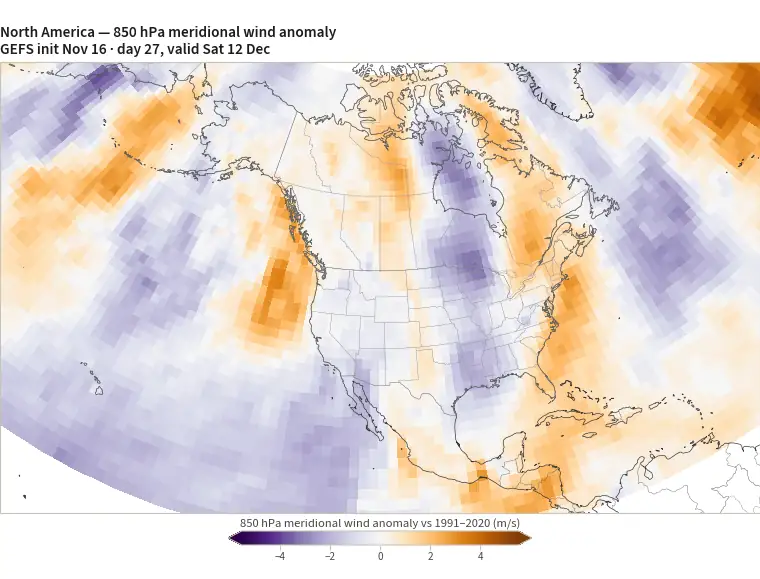 North America — 850 hPa meridional wind anomaly
GEFS init Nov 16 · day 27, valid Sat 12 Dec
850 hPa meridional wind anomaly vs 1991–2020 (m/s)
−4 −2 0 2 4